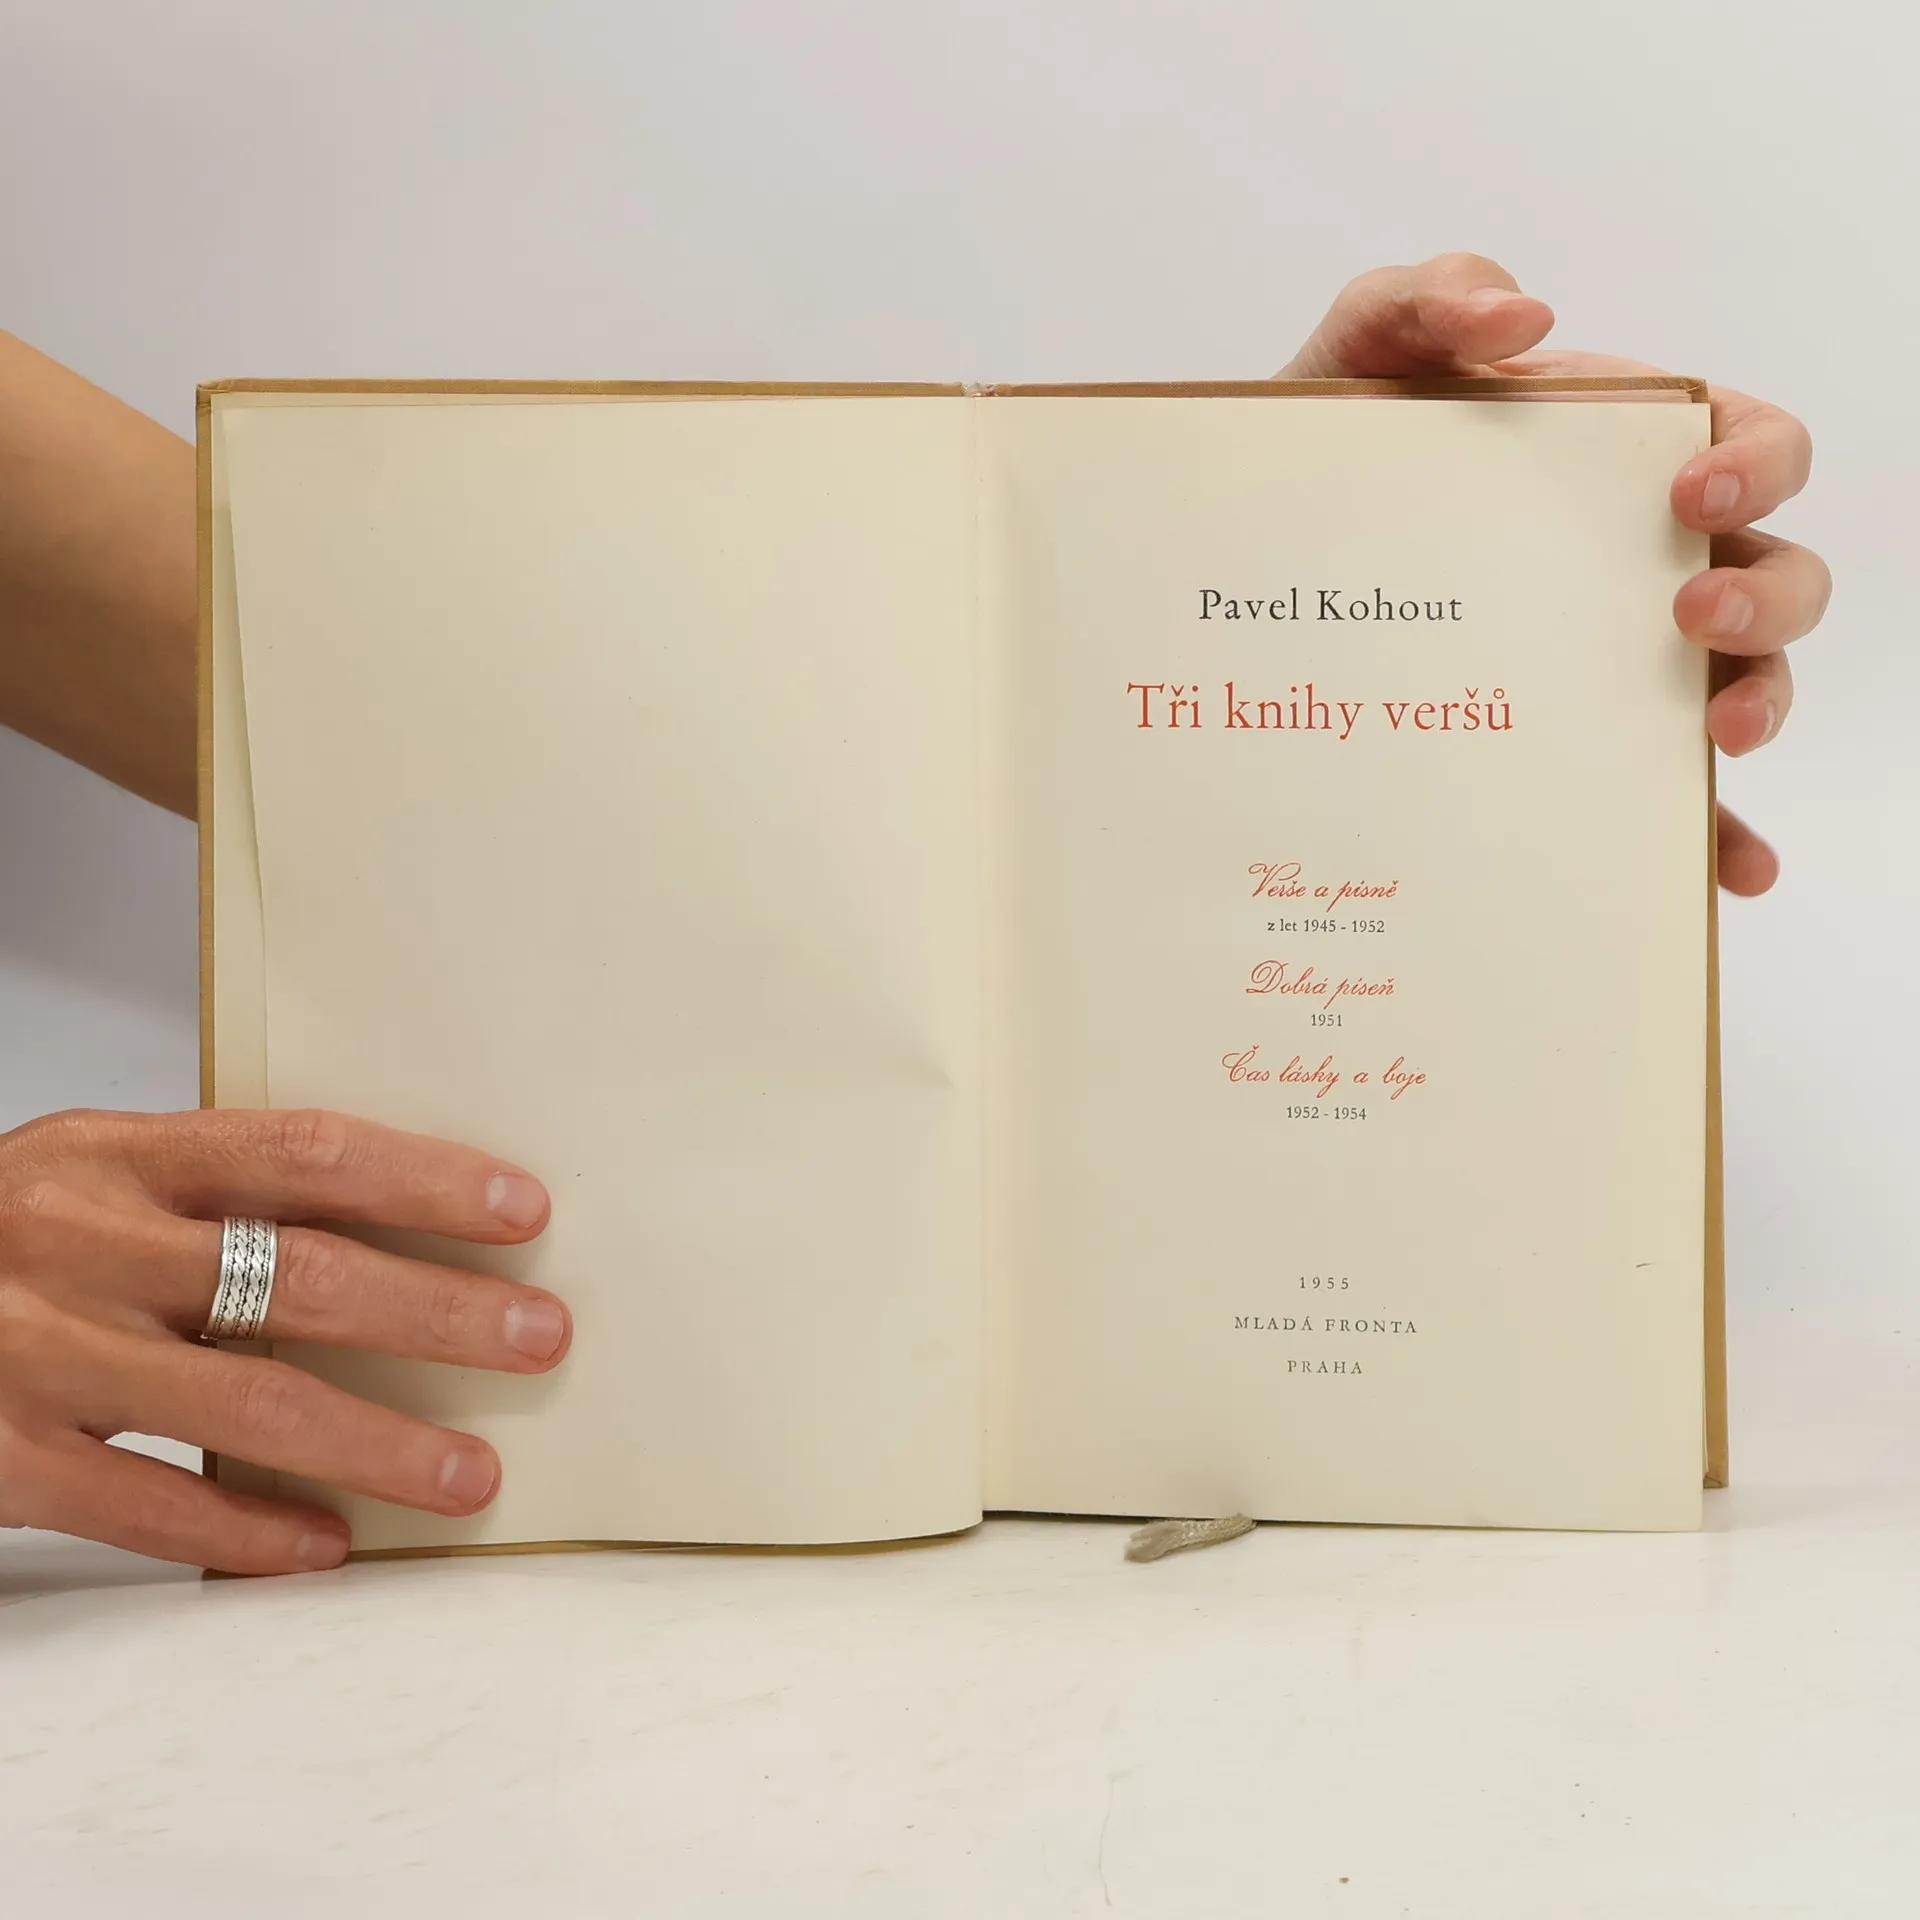 Pavel Kohout
Tři knihy veršů
Verše a písně
z let 1945 - 1952
Dobrá píseň
1951
Čas lásky a boje
1952 - 1954
1955
MLADÁ FRONTA
PRAHA